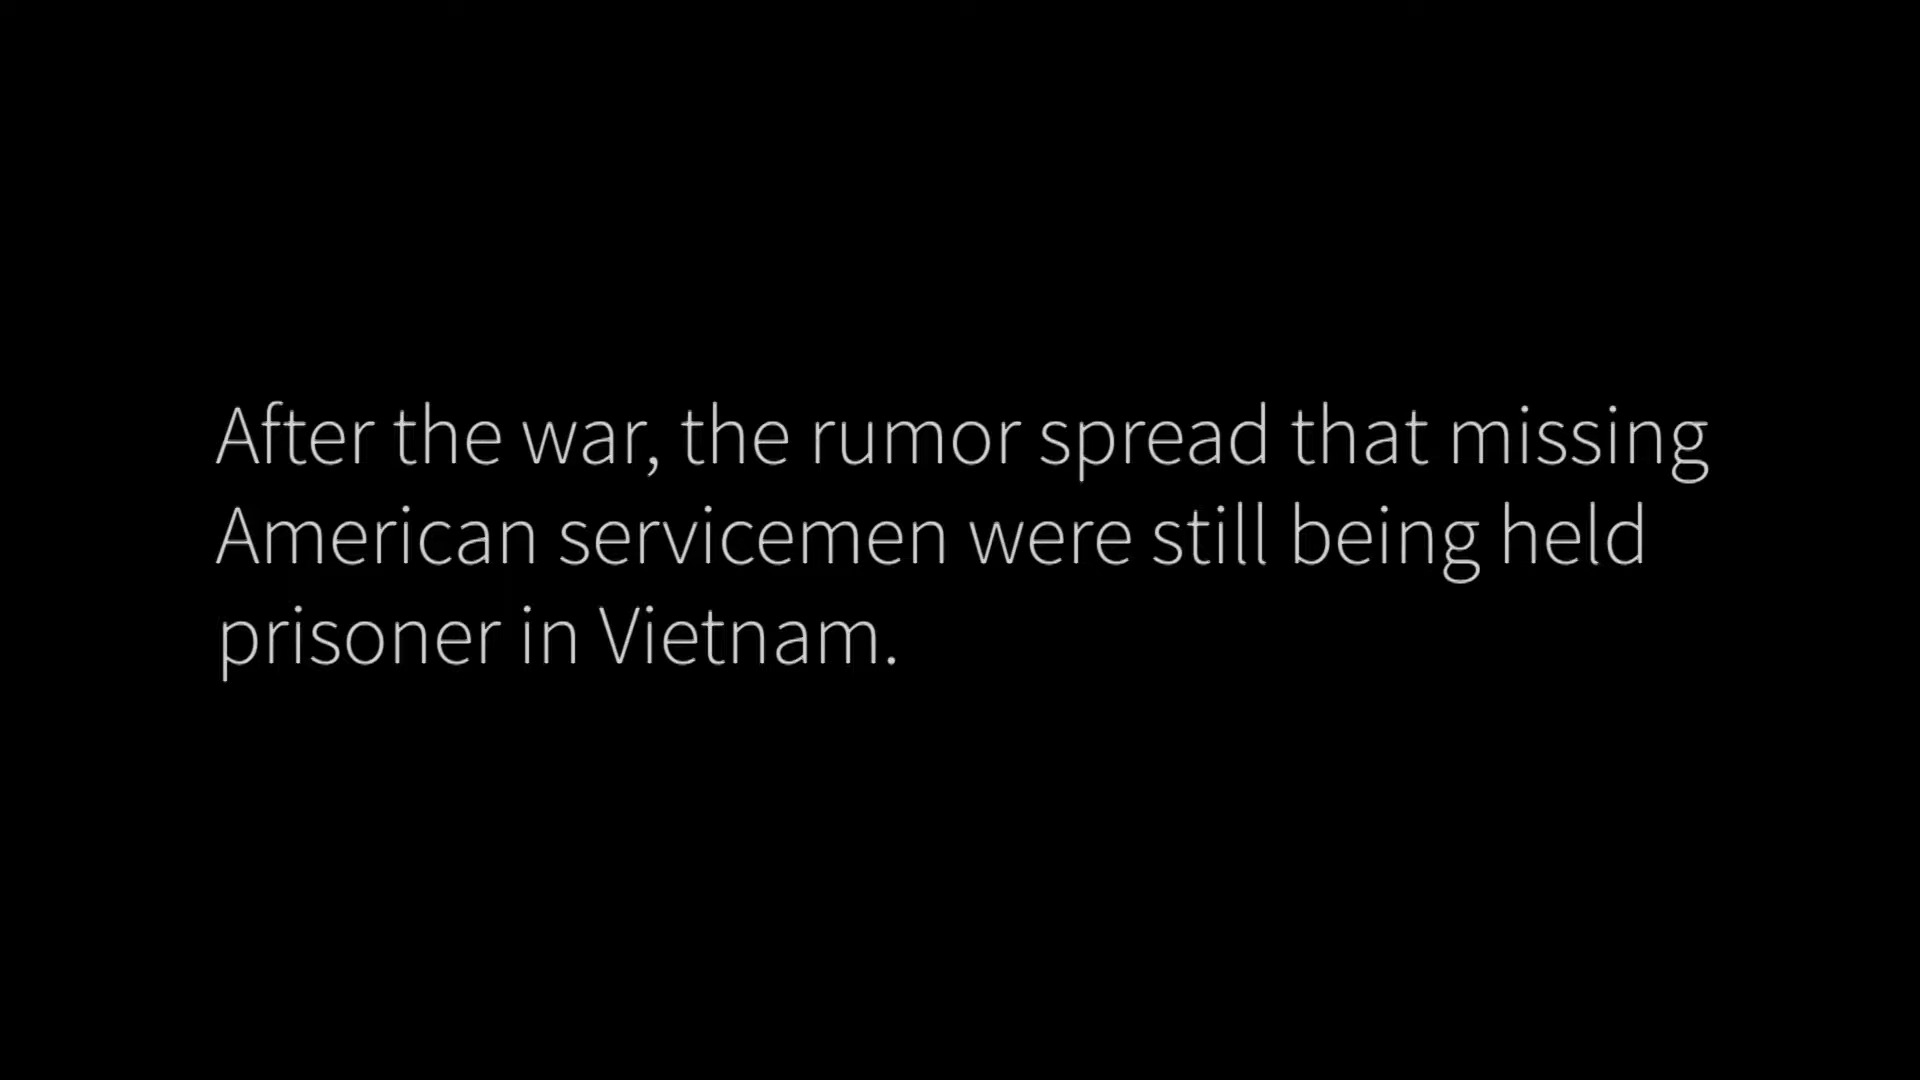 After the war, the rumor spread that missing
American servicemen were still being held
prisoner in Vietnam.